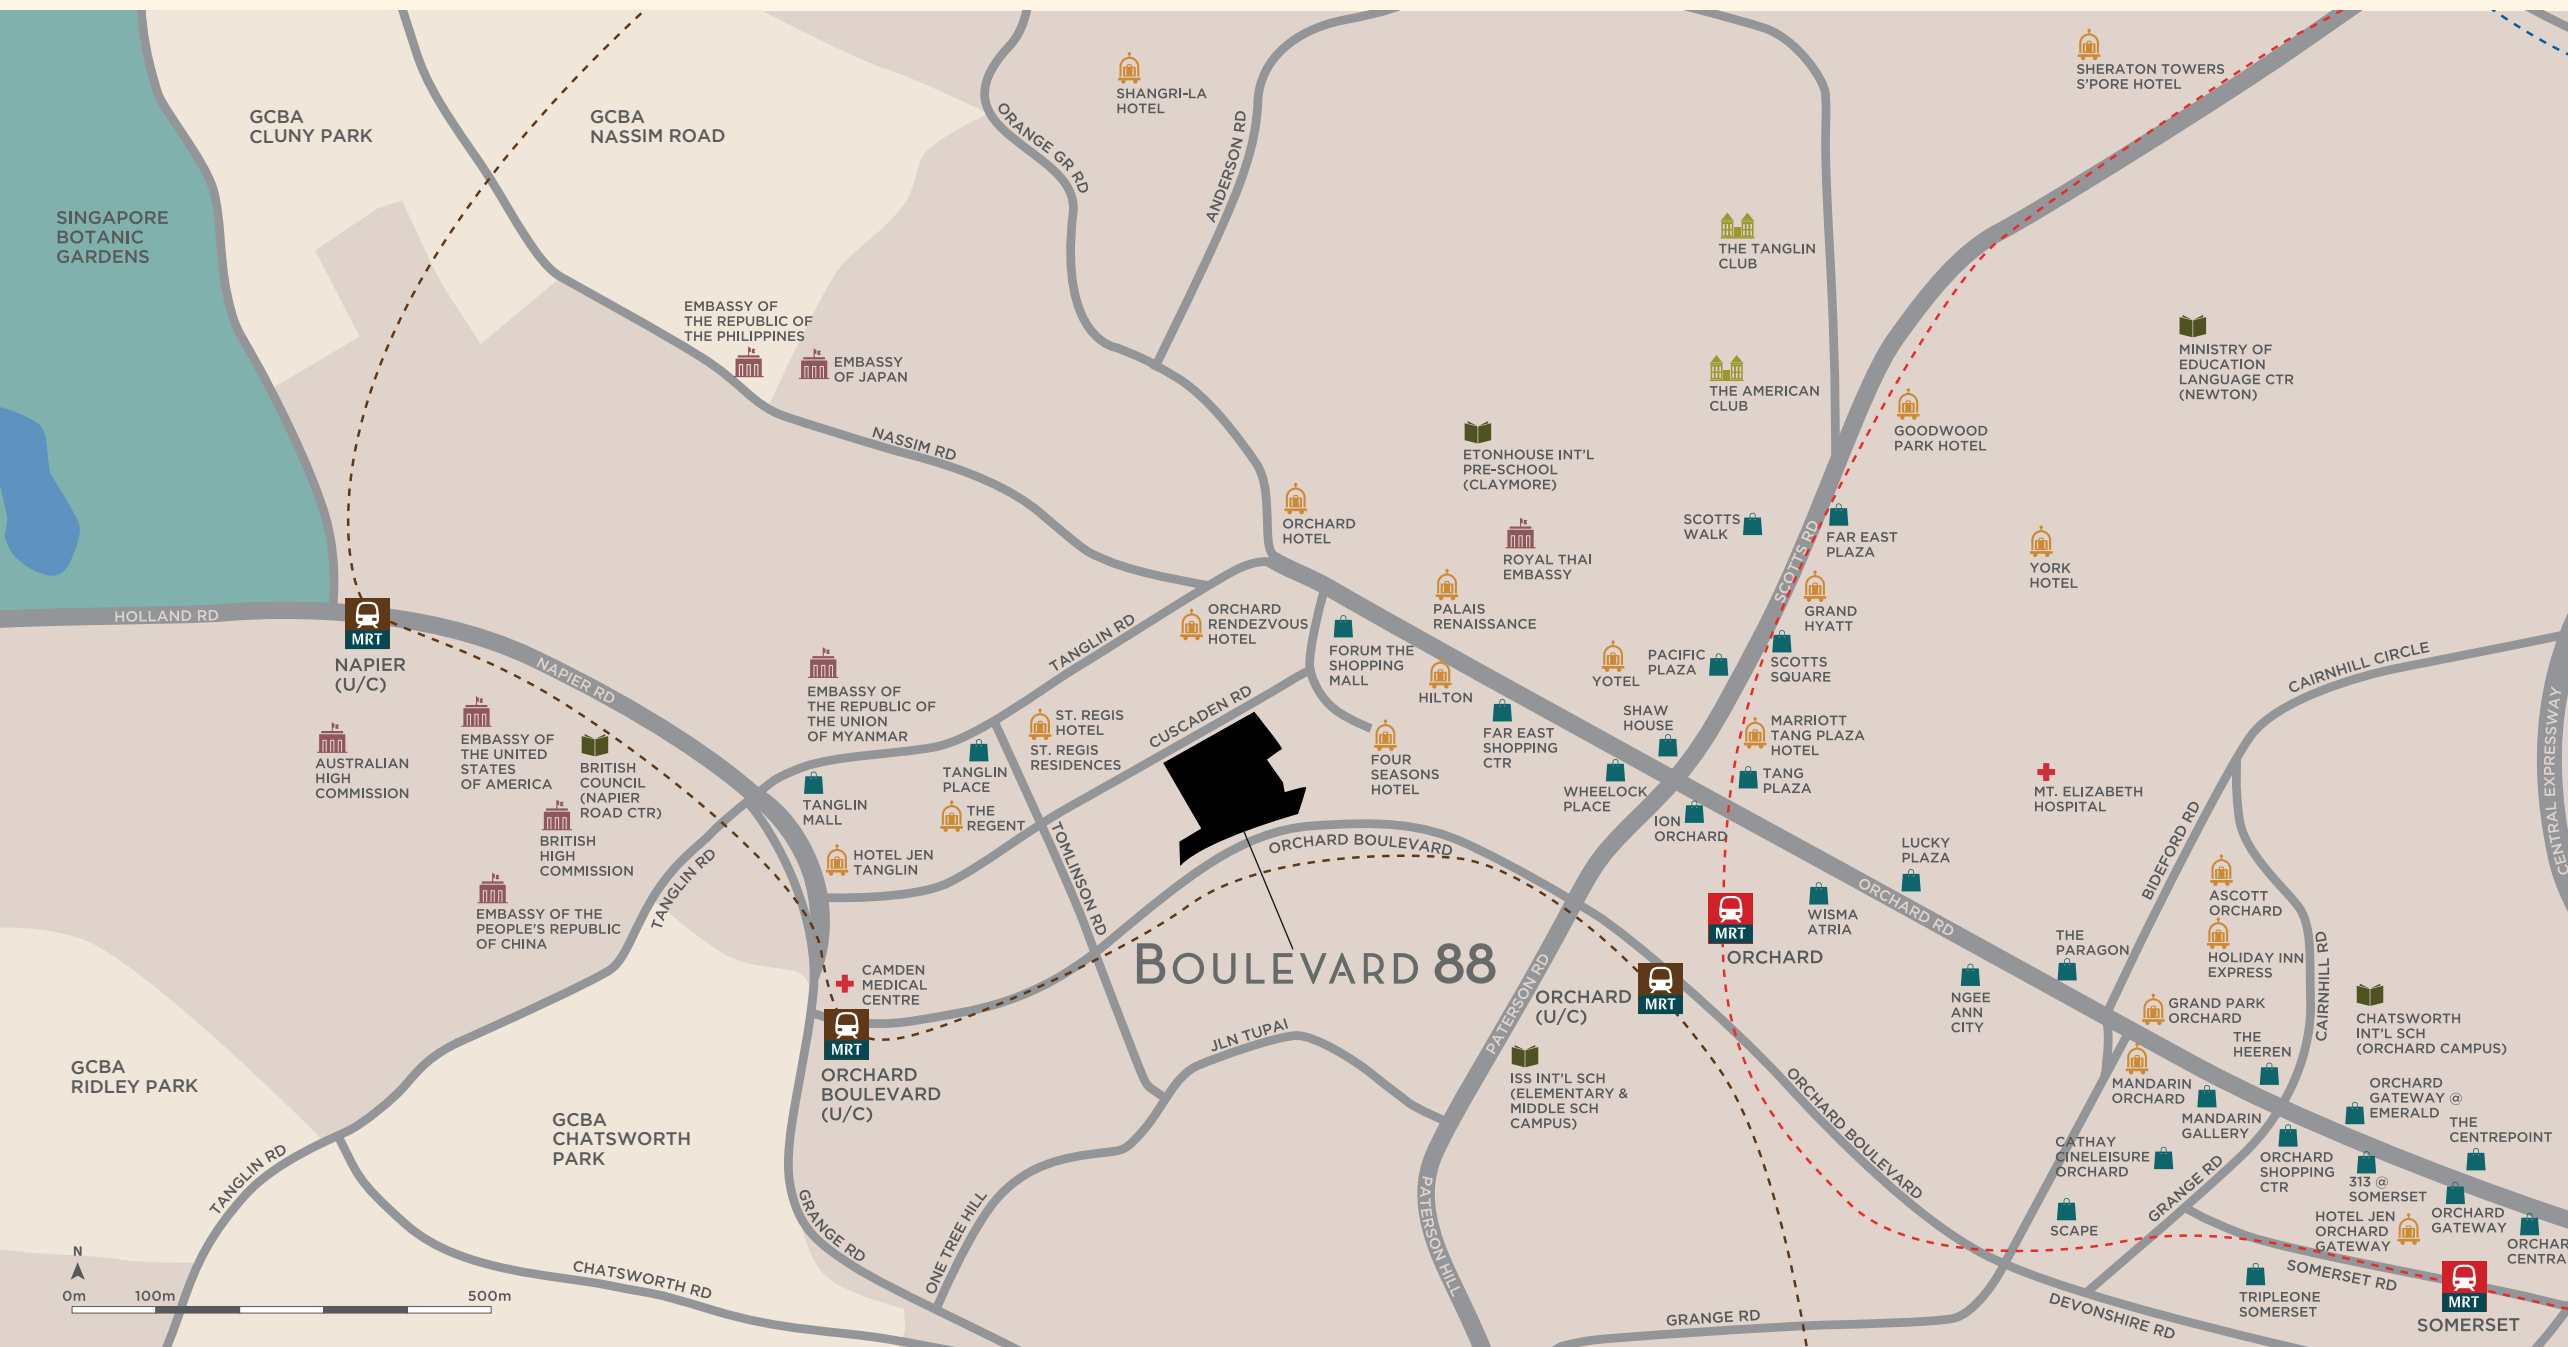 GCBA
CLUNY PARK
GCBA
NASSIM ROAD
SHANGRI-LA
HOTEL
ORANGE GR RD
ANDERSON RD
SHERATON TOWERS
S'PORE HOTEL
SINGAPORE
BOTANIC
GARDENS
THE TANGLIN
CLUB
EMBASSY OF
THE REPUBLIC OF
THE PHILIPPINES
EMBASSY
OF JAPAN
THE AMERICAN
CLUB
MINISTRY OF
EDUCATION
LANGUAGE CTR
(NEWTON)
NASSIM RD
GOODWOOD
PARK HOTEL
ETONHOUSE INT'L
PRE-SCHOOL
(CLAYMORE)
ORCHARD
HOTEL
ROYAL THAI
EMBASSY
SCOTTS
WALK
SCOTTS RD
FAR EAST
PLAZA
YORK
HOTEL
HOLLAND RD
MRT
NAPIER
(U/C)
NAPIER RD
TANGLIN RD
ORCHARD
RENDEZVOUS
HOTEL
PALAIS
RENAISSANCE
GRAND
HYATT
FORUM THE
SHOPPING
MALL
HILTON
YOTEL
PACIFIC
PLAZA
SCOTTS
SQUARE
CAIRNHILL CIRCLE
CENTRAL EXPRESSWAY
AUSTRALIAN
HIGH
COMMISSION
EMBASSY OF
THE UNITED
STATES
OF AMERICA
BRITISH
COUNCIL
(NAPIER
ROAD CTR)
BRITISH
HIGH
COMMISSION
EMBASSY OF THE
PEOPLE'S REPUBLIC
OF CHINA
EMBASSY OF
THE REPUBLIC OF
THE UNION
OF MYANMAR
ST. REGIS
HOTEL
ST. REGIS
RESIDENCES
CUSCADEN RD
TANGLIN
PLACE
TANGLIN
MALL
THE
REGENT
HOTEL JEN
TANGLIN
TANGLIN RD
TOMLINSON RD
FAR EAST
SHOPPING
CTR
FOUR
SEASONS
HOTEL
SHAW
HOUSE
WHEELOCK
PLACE
MARRIOTT
TANG PLAZA
HOTEL
TANG
PLAZA
ION
ORCHARD
MT. ELIZABETH
HOSPITAL
ORCHARD BOULEVARD
LUCKY
PLAZA
ORCHARD RD
WISMA
ATRIA
BIDEFORD RD
ASCOTT
ORCHARD
HOLIDAY INN
EXPRESS
CAIRNHILL RD
MRT
ORCHARD
THE
PARAGON
NGEE
ANN
CITY
BOULEVARD 88
CAMDEN
MEDICAL
CENTRE
MRT
ORCHARD
BOULEVARD
(U/C)
PATERSON RD
ORCHARD
(U/C)
MRT
ISS INT'L SCH
(ELEMENTARY &
MIDDLE SCH
CAMPUS)
JLN TUPAI
GRAND PARK
ORCHARD
THE
HEEREN
CHATSWORTH
INT'L SCH
(ORCHARD CAMPUS)
MANDARIN
ORCHARD
MANDARIN
GALLERY
ORCHARD
GATEWAY @
EMERALD
THE
CENTREPOINT
CATHAY
CINELEISURE
ORCHARD
ORCHARD
SHOPPING
CTR
313 @
SOMERSET
ORCHARD
GATEWAY
HOTEL JEN
ORCHARD
GATEWAY
ORCHAR
CENTRA
SCAPE
GRANGE RD
ORCHARD BOULEVARD
GCBA
RIDLEY PARK
GCBA
CHATSWORTH
PARK
TANGLIN RD
GRANGE RD
ONE TREE HILL
PATERSON HILL
CHATSWORTH RD
N
0m 100m 500m
GRANGE RD
DEVONSHIRE RD
SOMERSET RD
TRIPLEONE
SOMERSET
MRT
SOMERSET